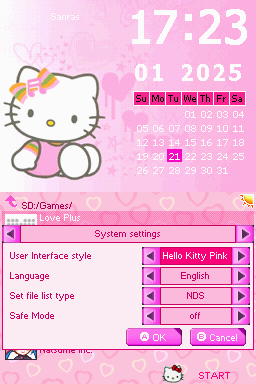 Sanras
17:23
01 2025
Su Mo Tu We Th Fr Sa
01 02 03 04
05 06 07 08 09 10 11
12 13 14 15 16 17 18
19 20 21 22 23 24 25
26 27 28 29 30 31
SD:/Games/
Love Plus
System settings
User Interface style Hello Kitty Pink
Language English
Set file list type NDS
Safe Mode off
A OK B Cancel
Natsume Inc.
START